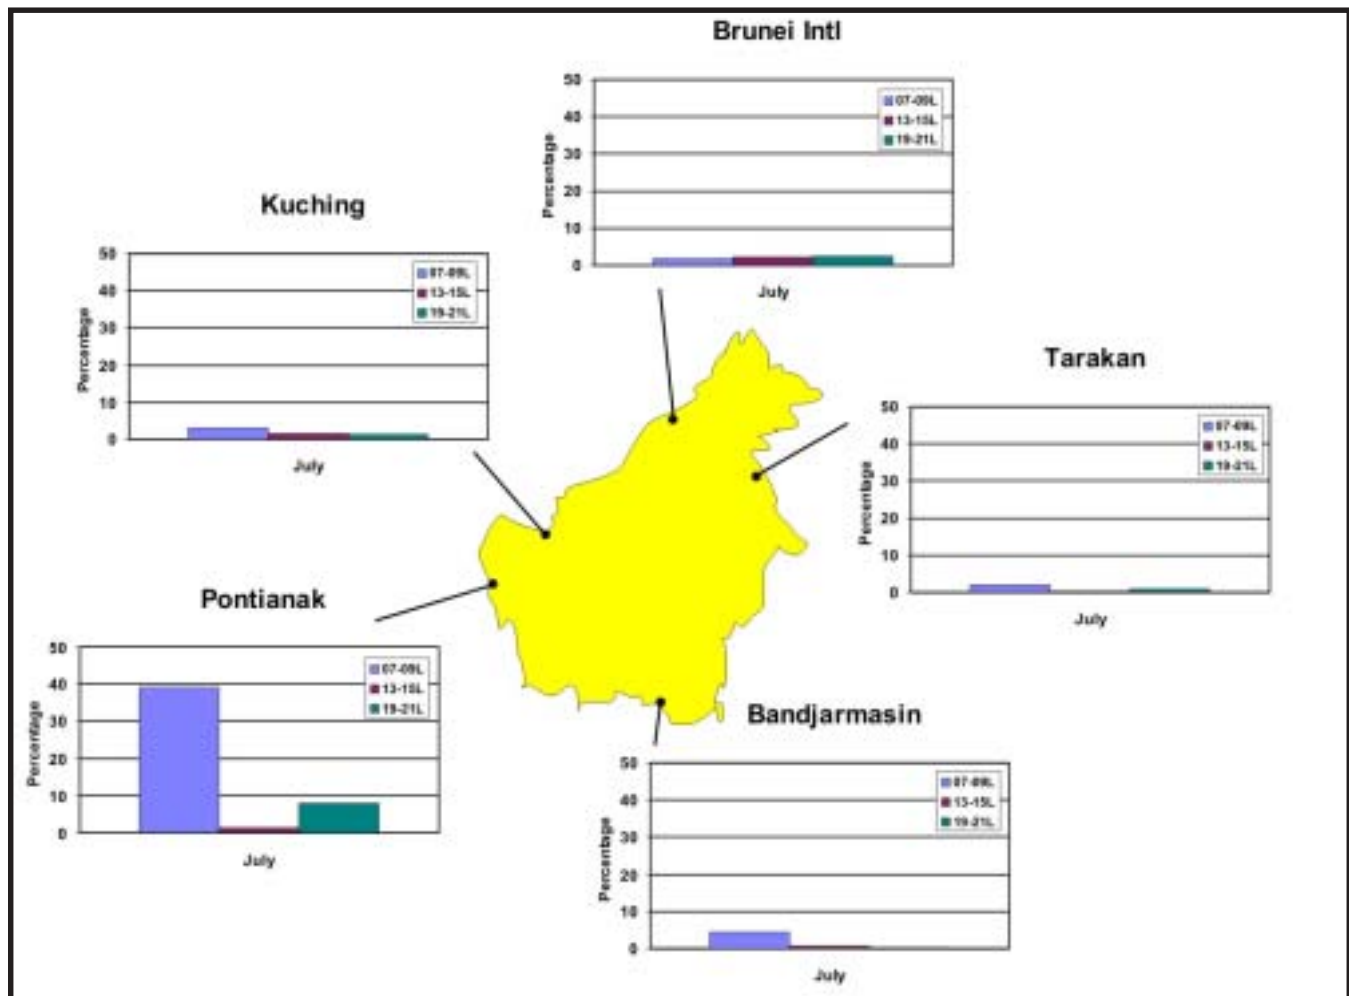 Brunei Intl
50
40
30
20
10
0
Percentage
07-09L
13-15L
19-21L
July
Kuching
50
40
30
20
10
0
Percentage
07-09L
13-15L
19-21L
July
Tarakan
50
40
30
20
10
0
Percentage
07-09L
13-15L
19-21L
July
Pontianak
50
40
30
20
10
0
Percentage
07-09L
13-15L
19-21L
July
Bandjarmasin
50
40
30
20
10
0
Percentage
07-09L
13-15L
19-21L
July